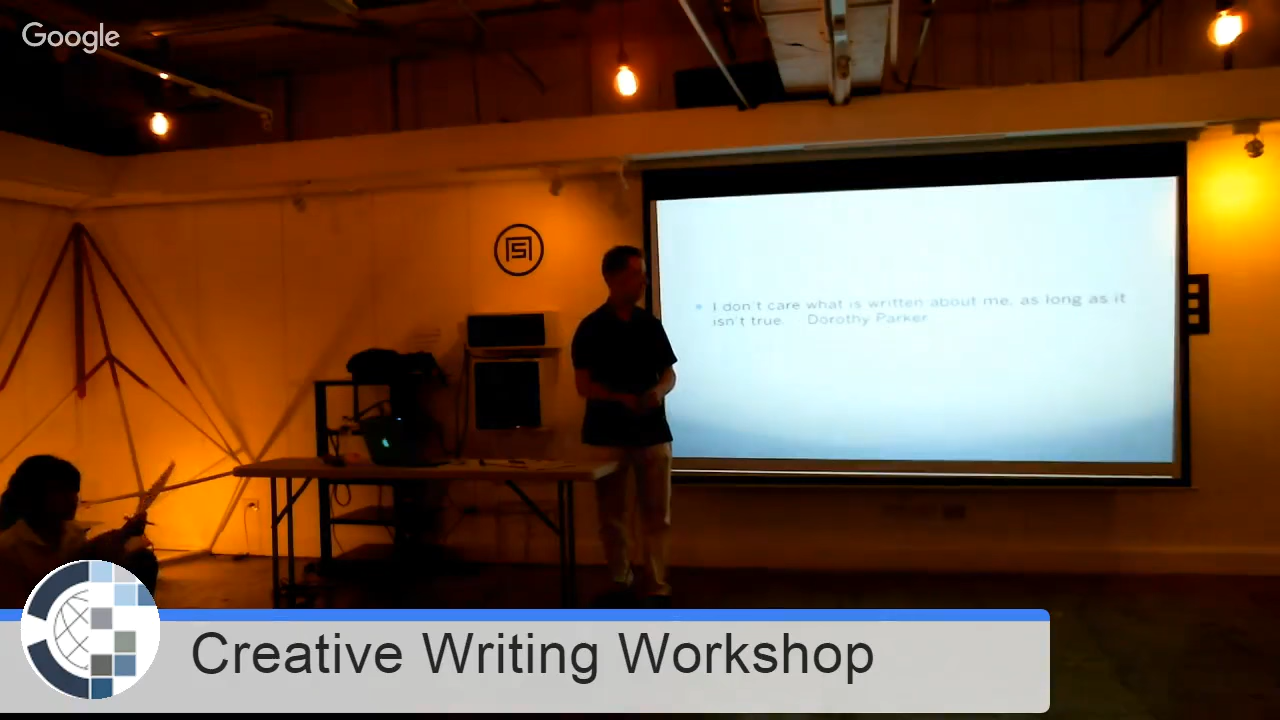 Google
I don't care what is written about me, as long as it
isn't true. Dorothy Parker
Creative Writing Workshop